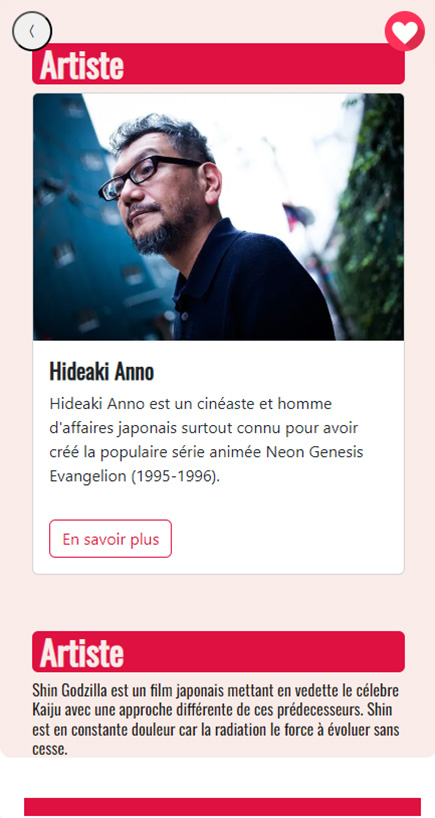 Artiste
Hideaki Anno
Hideaki Anno est un cinéaste et homme
d'affaires japonais surtout connu pour avoir
créé la populaire série animée Neon Genesis
Evangelion (1995-1996).
En savoir plus
Artiste
Shin Godzilla est un film japonais mettant en vedette le célebre
Kaiju avec une approche différente de ces prédecesseurs. Shin
est en constante douleur car la radiation le force à évoluer sans
cesse.